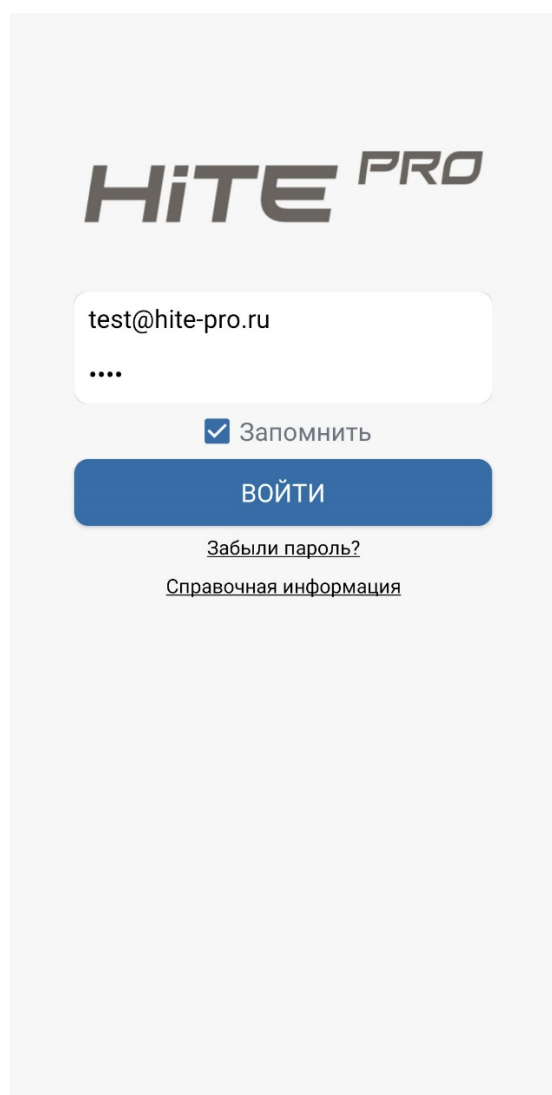 HiTE PRO
test@hite-pro.ru
••••
Запомнить
ВОЙТИ
Забыли пароль?
Справочная информация